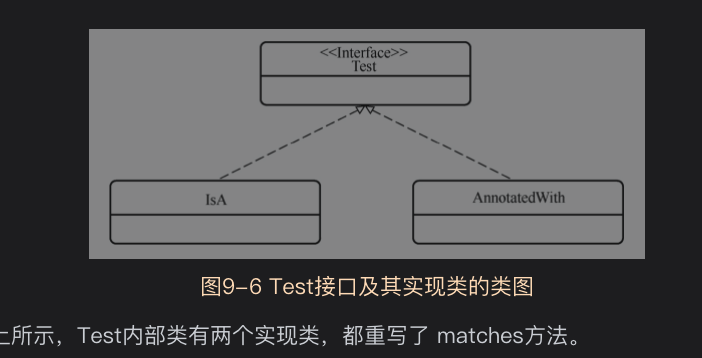 <<Interface>>
Test
IsA
AnnotatedWith
图9-6 Test接口及其实现类的类图
上所示，Test内部类有两个实现类，都重写了 matches方法。